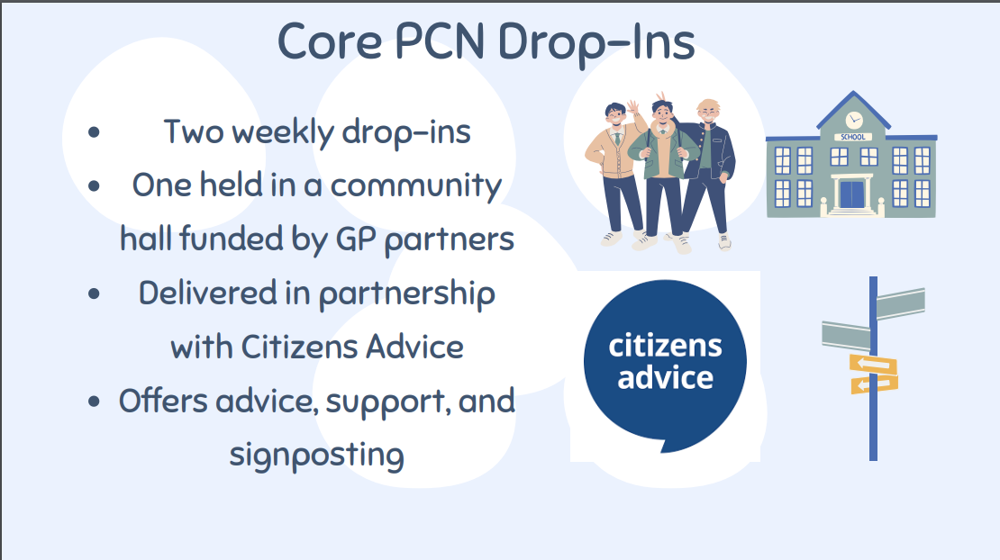 Core PCN Drop-Ins
• Two weekly drop-ins
• One held in a community
hall funded by GP partners
• Delivered in partnership
with Citizens Advice
• Offers advice, support, and
signposting
SCHOOL
citizens
advice